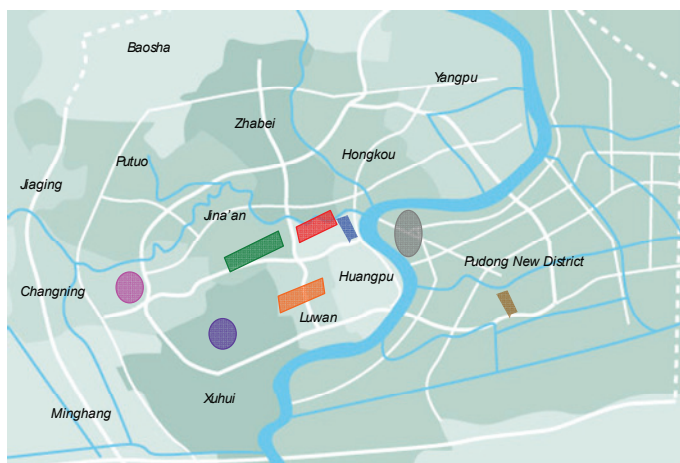 Baosha
Yangpu
Zhabei
Hongkou
Putuo
Jiaging
Jina'an
Pudong New District
Huangpu
Changning
Luwan
Xuhui
Minghang